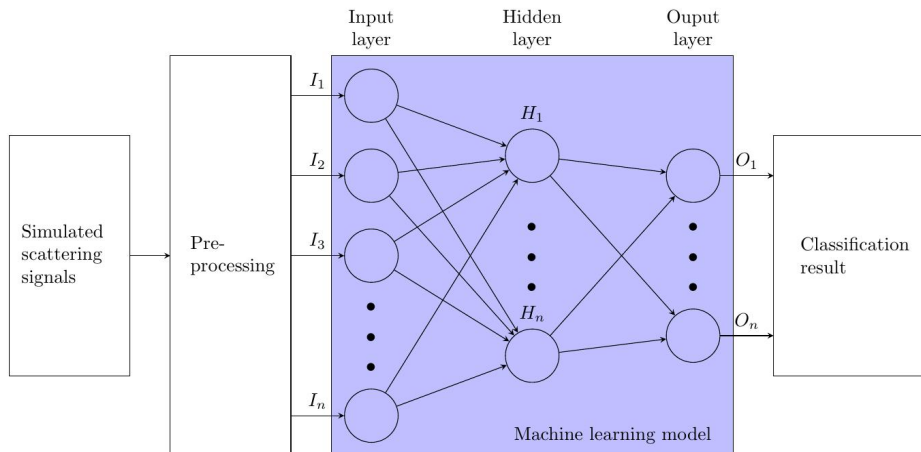 Input
layer
Hidden
layer
Ouput
layer
I₁
I₂
I₃
Iₙ
H₁
Hₙ
O₁
Oₙ
Simulated
scattering
signals
Pre-
processing
Classification
result
Machine learning model